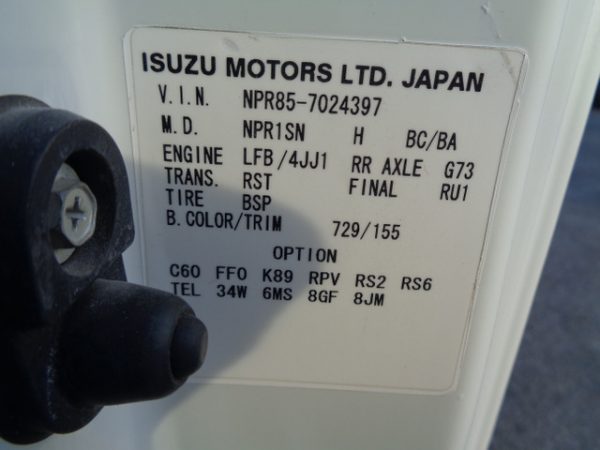 ISUZU MOTORS LTD. JAPAN
V.I.N. NPR85-7024397
M.D. NPR1SN H BC/BA
ENGINE LFB/4JJ1 RR AXLE G73
TRANS. RST FINAL RU1
TIRE BSP
B.COLOR/TRIM 729/155
OPTION
C60 FF0 K89 RPV RS2 RS6
TEL 34W 6MS 8GF 8JM